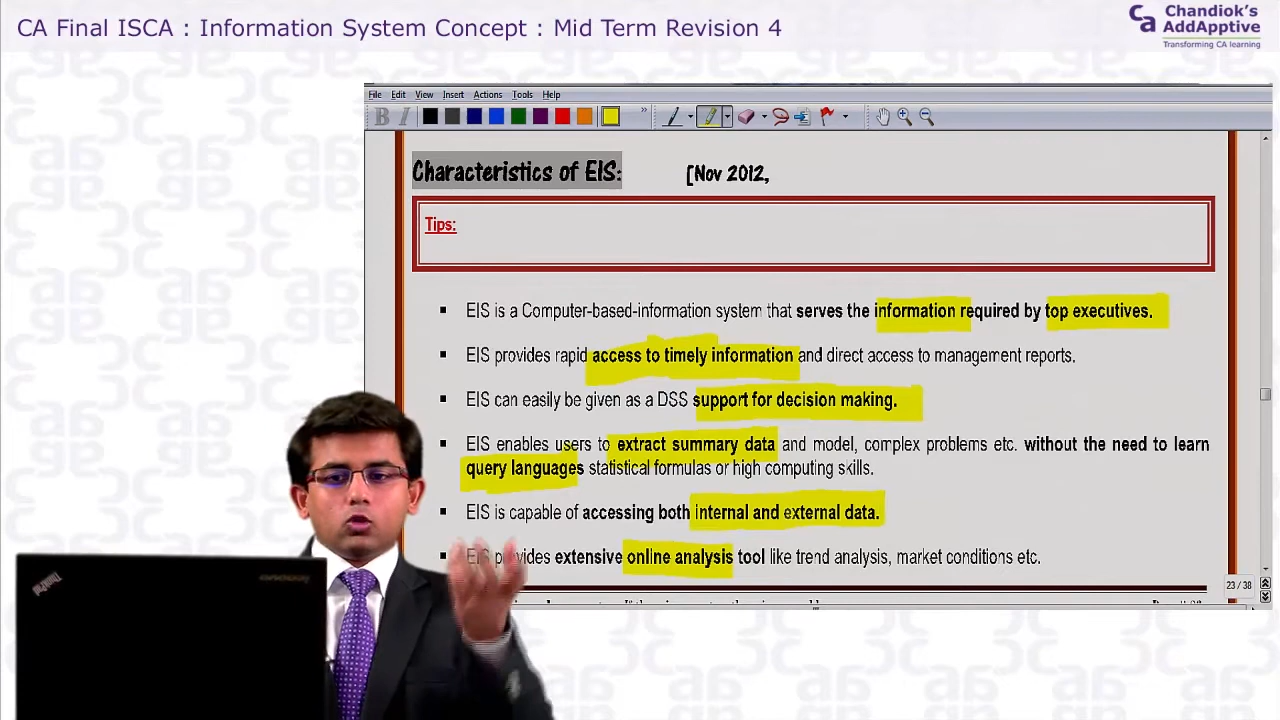 CA Final ISCA : Information System Concept : Mid Term Revision 4
Ca
Chandiok's
AddApptive
Transforming CA learning
File Edit View Insert Actions Tools Help
B I
Characteristics of EIS: [Nov 2012,
Tips:
▪ EIS is a Computer-based-information system that serves the information required by top executives.
▪ EIS provides rapid access to timely information and direct access to management reports.
▪ EIS can easily be given as a DSS support for decision making.
▪ EIS enables users to extract summary data and model, complex problems etc. without the need to learn
query languages statistical formulas or high computing skills.
▪ EIS is capable of accessing both internal and external data.
▪ EIS provides extensive online analysis tool like trend analysis, market conditions etc.
23 / 38
ThinkPad
lenovo